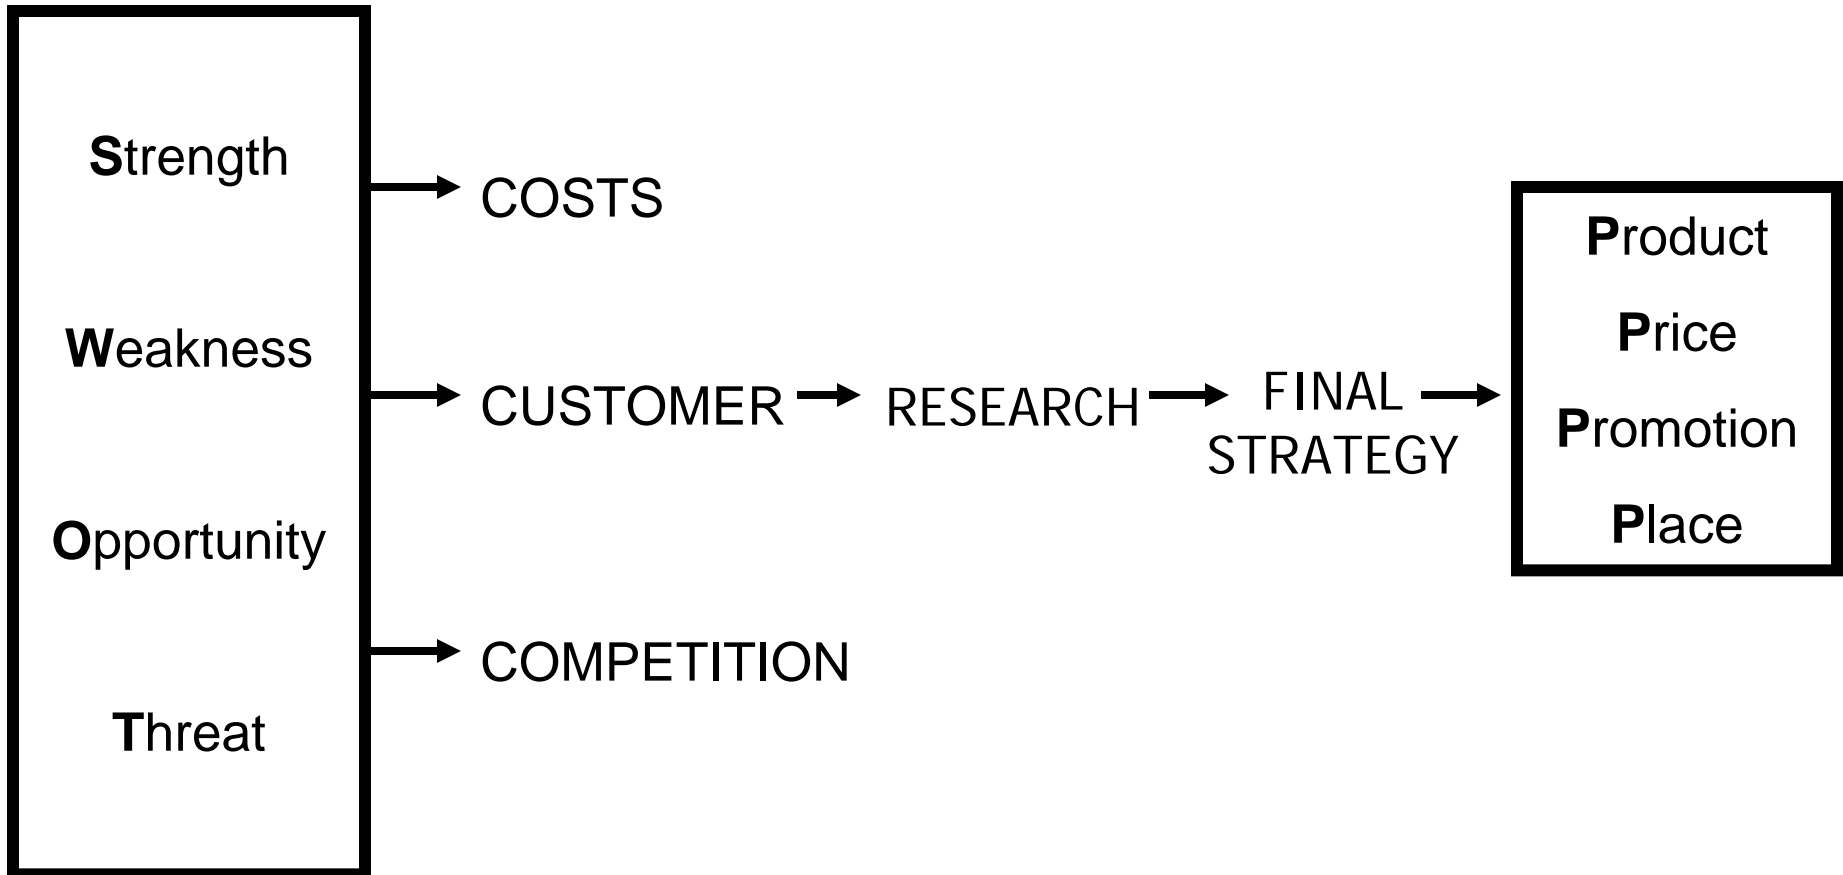 Strength
Weakness
Opportunity
Threat
COSTS
CUSTOMER
COMPETITION
RESEARCH
FINAL
STRATEGY
Product
Price
Promotion
Place